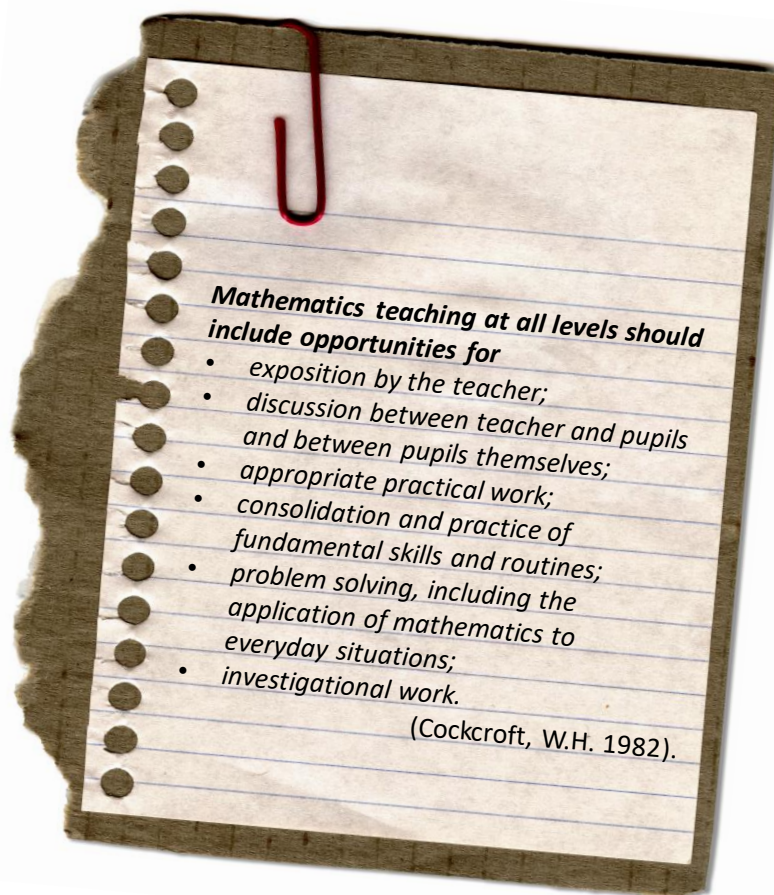 Mathematics teaching at all levels should
include opportunities for
• exposition by the teacher;
• discussion between teacher and pupils
and between pupils themselves;
• appropriate practical work;
• consolidation and practice of
fundamental skills and routines;
• problem solving, including the
application of mathematics to
everyday situations;
• investigational work.
(Cockcroft, W.H. 1982).